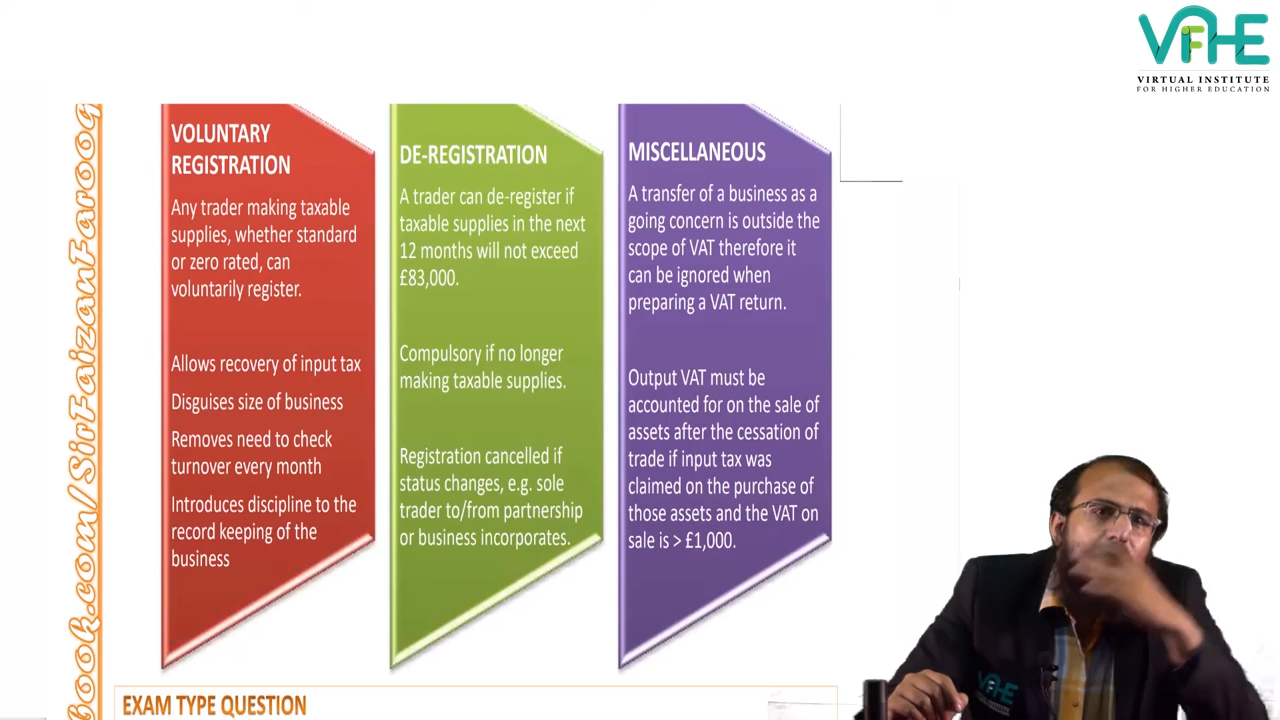 VIFHE
VIRTUAL INSTITUTE
FOR HIGHER EDUCATION
book.com/SirFaizanFarooq
VOLUNTARY
REGISTRATION
Any trader making taxable
supplies, whether standard
or zero rated, can
voluntarily register.
Allows recovery of input tax
Disguises size of business
Removes need to check
turnover every month
Introduces discipline to the
record keeping of the
business
DE-REGISTRATION
A trader can de-register if
taxable supplies in the next
12 months will not exceed
£83,000.
Compulsory if no longer
making taxable supplies.
Registration cancelled if
status changes, e.g. sole
trader to/from partnership
or business incorporates.
MISCELLANEOUS
A transfer of a business as a
going concern is outside the
scope of VAT therefore it
can be ignored when
preparing a VAT return.
Output VAT must be
accounted for on the sale of
assets after the cessation of
trade if input tax was
claimed on the purchase of
those assets and the VAT on
sale is > £1,000.
EXAM TYPE QUESTION
VIFHE